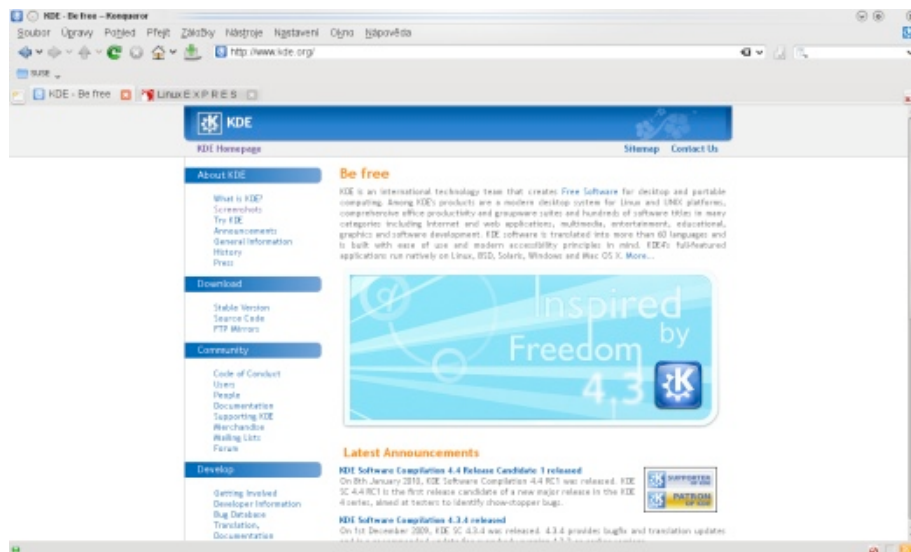 KDE - Be free - Konqueror
Soubor Úpravy Pohled Přejít Záložky Nástroje Nastavení Okno Nápověda
http://www.kde.org/
suse
KDE - Be free
Linux E X P R E S
KDE
KDE Homepage
Sitemap Contact Us
About KDE
What is KDE?
Screenshots
Try KDE
Announcements
General Information
History
Press
Download
Stable Version
Source Code
FTP Mirrors
Community
Code of Conduct
Users
People
Documentation
Supporting KDE
Merchandise
Mailing Lists
Forum
Develop
Getting Involved
Developer Information
Bug Database
Translation,
Documentation
Be free
KDE is an international technology team that creates Free Software for desktop and portable
computing. Among KDE's products are a modern desktop system for Linux and UNIX platforms,
comprehensive office productivity and groupware suites and hundreds of software titles in many
categories including Internet and web applications, multimedia, entertainment, educational,
graphics and software development. KDE software is translated into more than 60 languages and
is built with ease of use and modern accessibility principles in mind. KDE4's full-featured
applications run natively on Linux, BSD, Solaris, Windows and Mac OS X. More...
Inspired
by
Freedom
4.3
Latest Announcements
KDE Software Compilation 4.4 Release Candidate 1 released
On 8th January 2010, KDE Software Compilation 4.4 RC1 was released. KDE
SC 4.4 RC1 is the first release candidate of a new major release in the KDE
4 series, aimed at testers to identify show-stopper bugs.
KDE Software Compilation 4.3.4 released
On 1st December 2009, KDE SC 4.3.4 was released. 4.3.4 provides bugfix and translation updates
SUPPORTER
OF KDE
PATRON
OF KDE